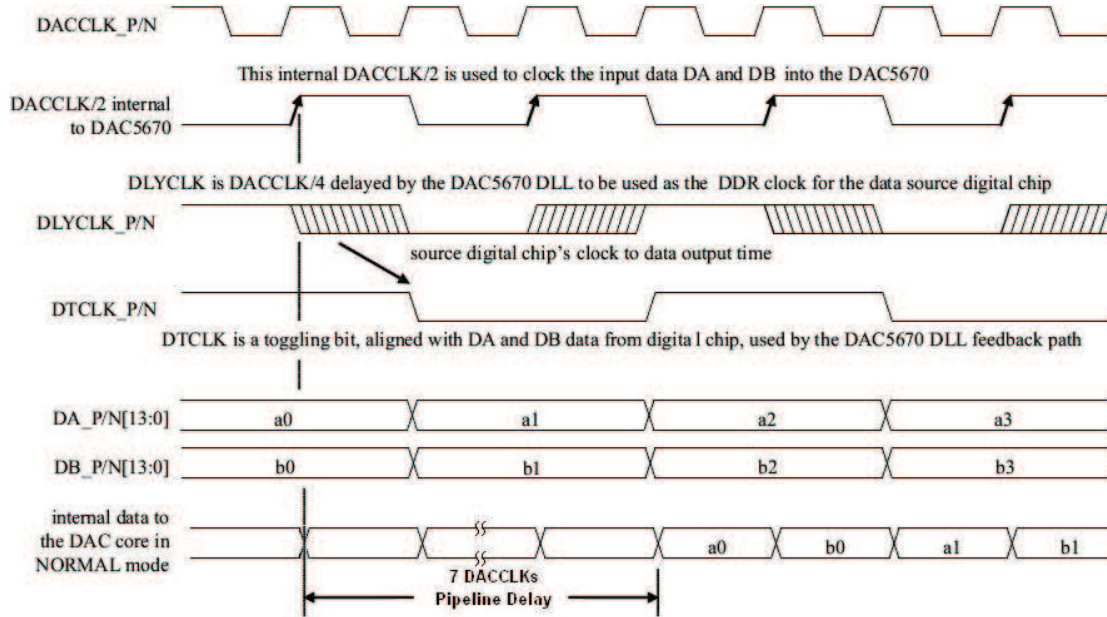 DACCLK_P/N
This internal DACCLK/2 is used to clock the input data DA and DB into the DAC5670
DACCLK/2 internal
to DAC5670
DLYCLK is DACCLK/4 delayed by the DAC5670 DLL to be used as the DDR clock for the data source digital chip
DLYCLK_P/N
source digital chip's clock to data output time
DTCLK_P/N
DTCLK is a toggling bit, aligned with DA and DB data from digital chip, used by the DAC5670 DLL feedback path
DA_P/N[13:0] a0 a1 a2 a3
DB_P/N[13:0] b0 b1 b2 b3
internal data to
the DAC core in
NORMAL mode
a0 b0 a1 b1
7 DACCLKs
Pipeline Delay